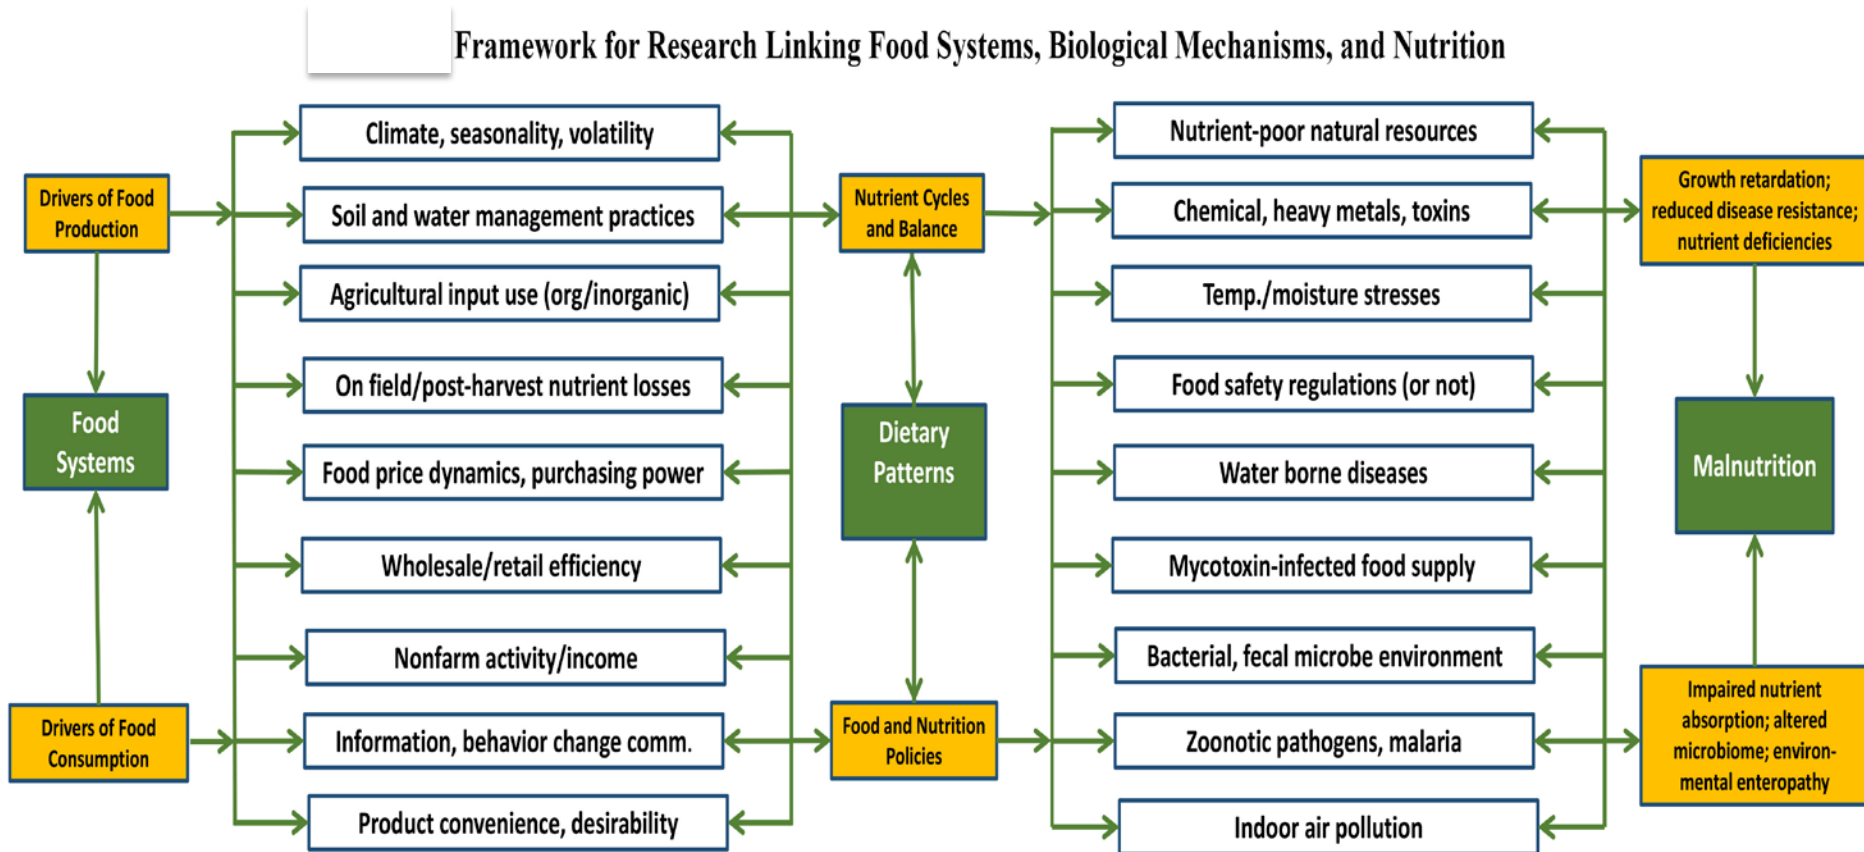 Framework for Research Linking Food Systems, Biological Mechanisms, and Nutrition
Drivers of Food
Production
Food
Systems
Drivers of Food
Consumption
Climate, seasonality, volatility
Soil and water management practices
Agricultural input use (org/inorganic)
On field/post-harvest nutrient losses
Food price dynamics, purchasing power
Wholesale/retail efficiency
Nonfarm activity/income
Information, behavior change comm.
Product convenience, desirability
Nutrient Cycles
and Balance
Dietary
Patterns
Food and Nutrition
Policies
Nutrient-poor natural resources
Chemical, heavy metals, toxins
Temp./moisture stresses
Food safety regulations (or not)
Water borne diseases
Mycotoxin-infected food supply
Bacterial, fecal microbe environment
Zoonotic pathogens, malaria
Indoor air pollution
Growth retardation;
reduced disease resistance;
nutrient deficiencies
Malnutrition
Impaired nutrient
absorption; altered
microbiome; environ-
mental enteropathy